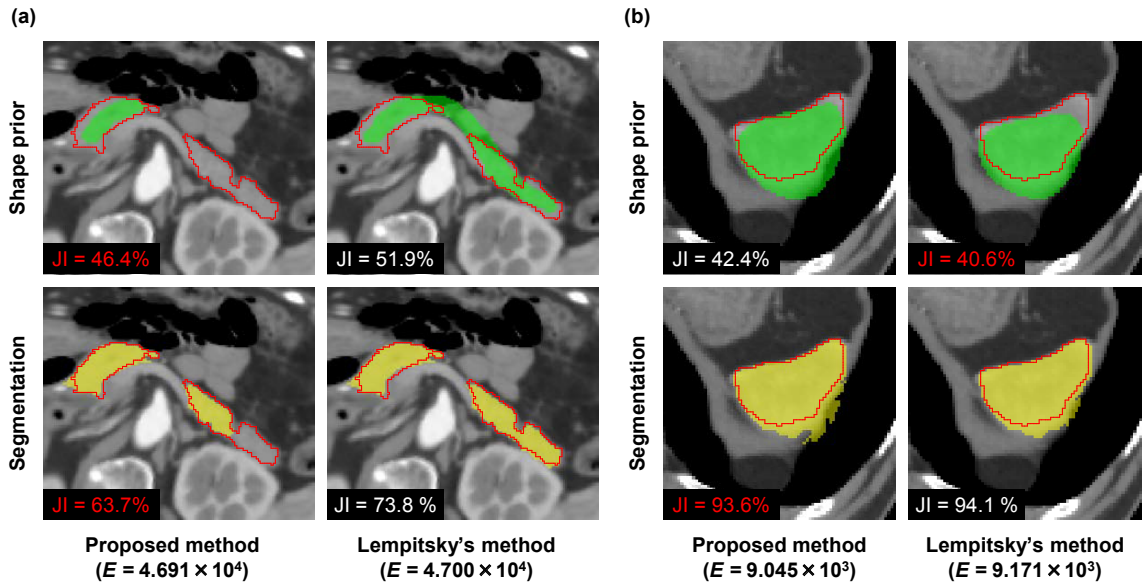 (a)
(b)
Shape prior
JI = 46.4%
JI = 51.9%
Shape prior
JI = 42.4%
JI = 40.6%
Segmentation
JI = 63.7%
JI = 73.8 %
Segmentation
JI = 93.6%
JI = 94.1 %
Proposed method
(E = 4.691 × 10⁴)
Lempitsky's method
(E = 4.700 × 10⁴)
Proposed method
(E = 9.045 × 10³)
Lempitsky's method
(E = 9.171 × 10³)